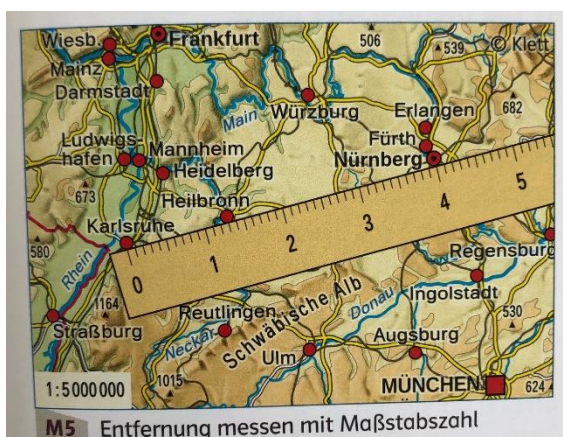 Wiesb.
Frankfurt
506
539
© Klett
Mainz
Darmstadt
Main
Würzburg
Erlangen
682
Fürth
Ludwigs-
hafen
Mannheim
Nürnberg
Heidelberg
673
Heilbronn
Karlsruhe
0 1 2 3 4 5
580
Rhein
Regensburg
1164
Reutlingen
Schwäbische Alb
Donau
Ingolstadt
Straßburg
Neckar
530
Ulm
Augsburg
1015
MÜNCHEN
624
1:5000000
M5 Entfernung messen mit Maßstabszahl